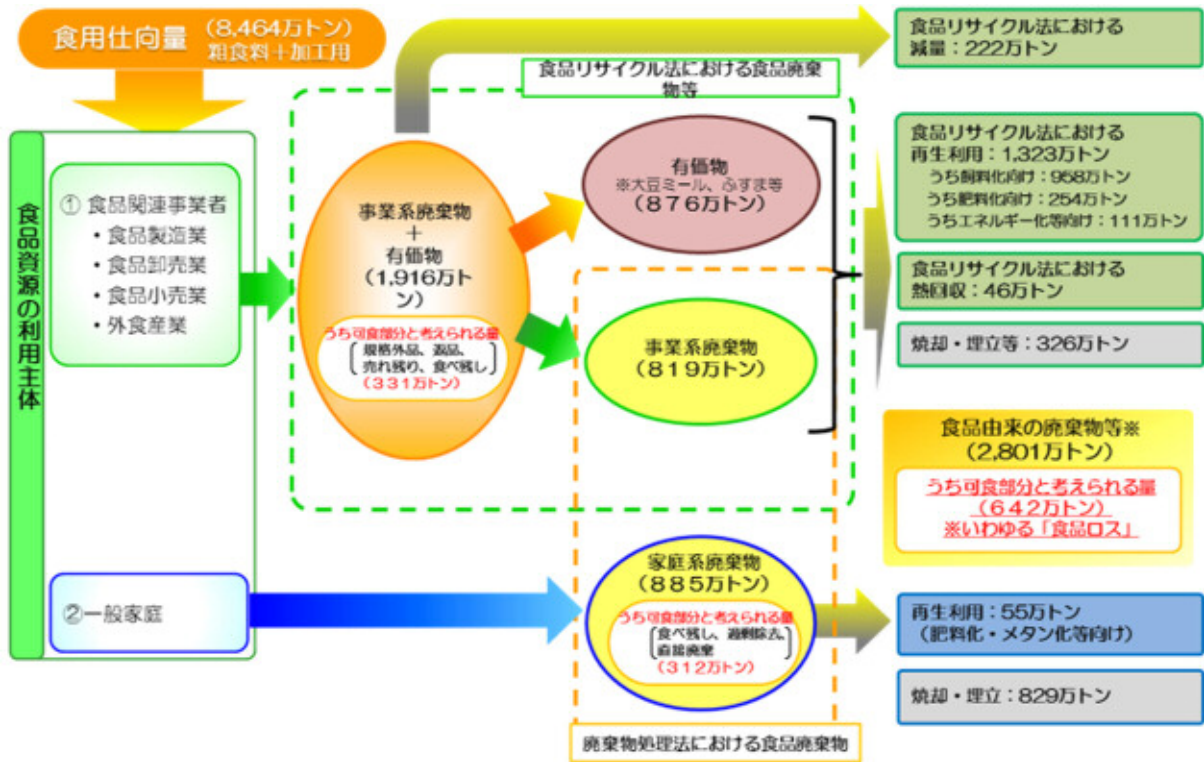 食用仕向量
（8,464万トン）
粗食料＋加工用
食品リサイクル法における
減量：222万トン
食品リサイクル法における食品廃棄
物等
食品資源の利用主体
① 食品関連事業者
・食品製造業
・食品卸売業
・食品小売業
・外食産業
事業系廃棄物
＋
有価物
（1,916万ト
ン）
うち可食部分と考えられる量
規格外品、返品、
売れ残り、食べ残し
（331万トン）
有価物
※大豆ミール、ふすま等
（876万トン）
事業系廃棄物
（819万トン）
食品リサイクル法における
再生利用：1,323万トン
うち飼料化向け：958万トン
うち肥料化向け：254万トン
うちエネルギー化等向け：111万トン
食品リサイクル法における
熱回収：46万トン
焼却・埋立等：326万トン
食品由来の廃棄物等※
（2,801万トン）
うち可食部分と考えられる量
（642万トン）
※いわゆる「食品ロス」
②一般家庭
家庭系廃棄物
（885万トン）
うち可食部分と考えられる量
食べ残し、過剰除去、
直接廃棄
（312万トン）
再生利用：55万トン
（肥料化・メタン化等向け）
焼却・埋立：829万トン
廃棄物処理法における食品廃棄物